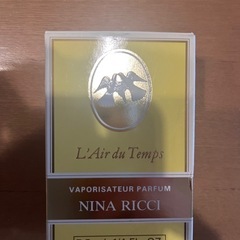 L'Air du Temps
VAPORISATEUR PARFUM
NINA RICCI